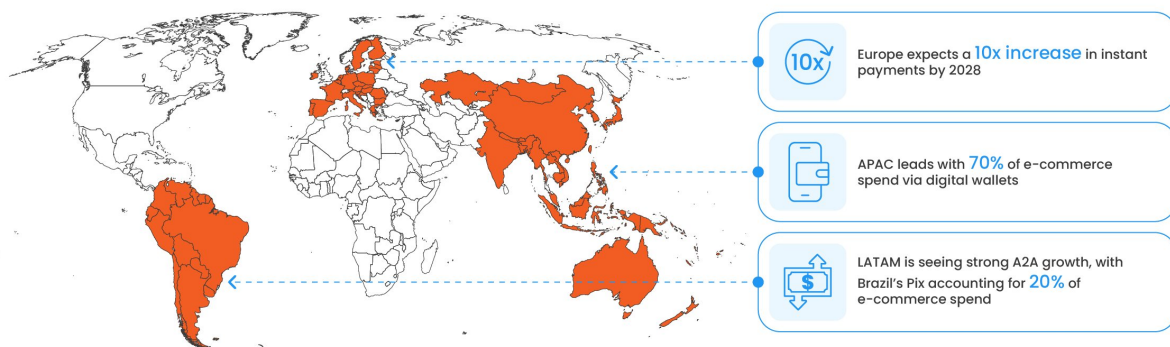 10x
Europe expects a 10x increase in instant
payments by 2028
APAC leads with 70% of e-commerce
spend via digital wallets
$
LATAM is seeing strong A2A growth, with
Brazil's Pix accounting for 20% of
e-commerce spend